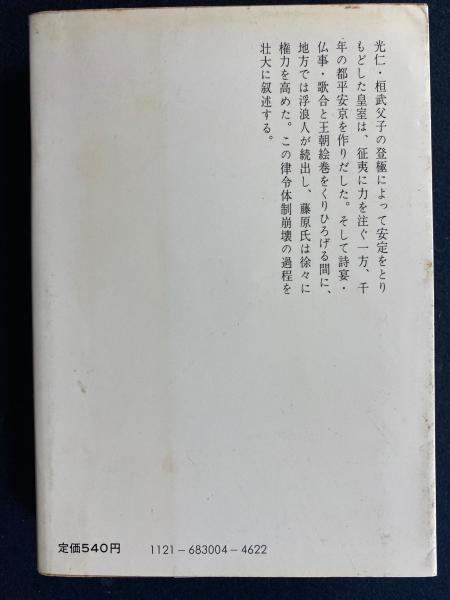 光仁・桓武父子の登極によって安定をとり
もどした皇室は、征夷に力を注ぐ一方、千
年の都平安京を作りだした。そして詩宴・
仏事・歌合と王朝絵巻をくりひろげる間に、
地方では浮浪人が続出し、藤原氏は徐々に
権力を高めた。この律令体制崩壊の過程を
壮大に叙述する。
定価540円
1121-683004-4622